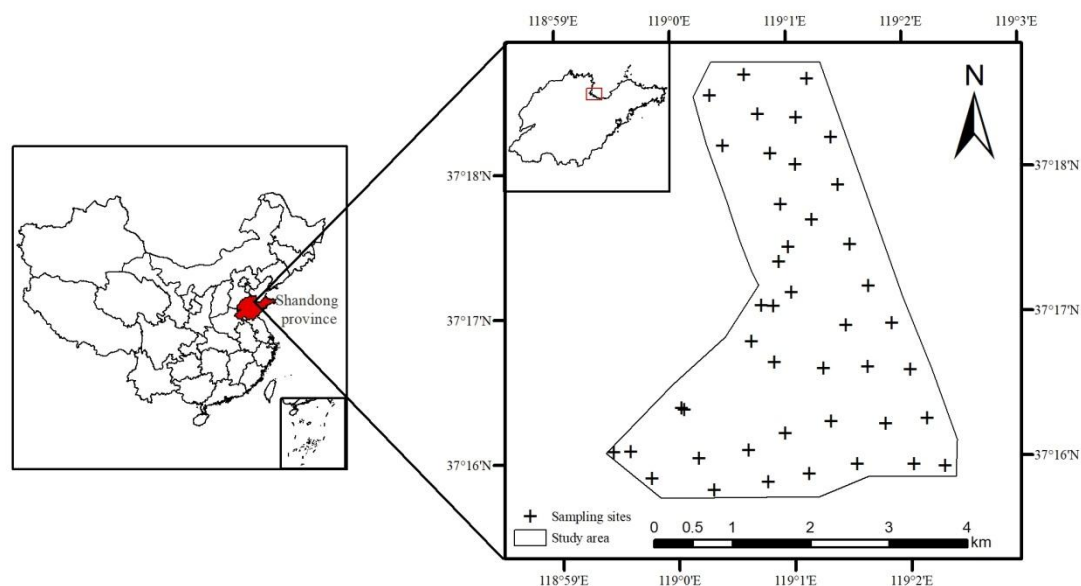 118°59'E 119°0'E 119°1'E 119°2'E 119°3'E
N
37°18'N 37°18'N
Shandong
province
37°17'N 37°17'N
37°16'N 37°16'N
Sampling sites
Study area
0 0.5 1 2 3 4
km
118°59'E 119°0'E 119°1'E 119°2'E